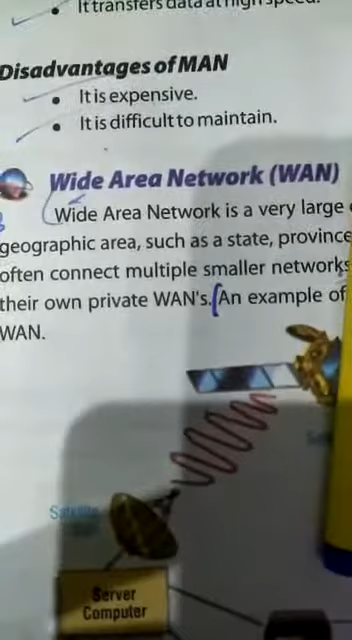 It transfers data at high speed.
Disadvantages of MAN
• It is expensive.
• It is difficult to maintain.
Wide Area Network (WAN)
Wide Area Network is a very large
geographic area, such as a state, province
often connect multiple smaller networks
their own private WAN's. An example of
WAN.
Server
Computer